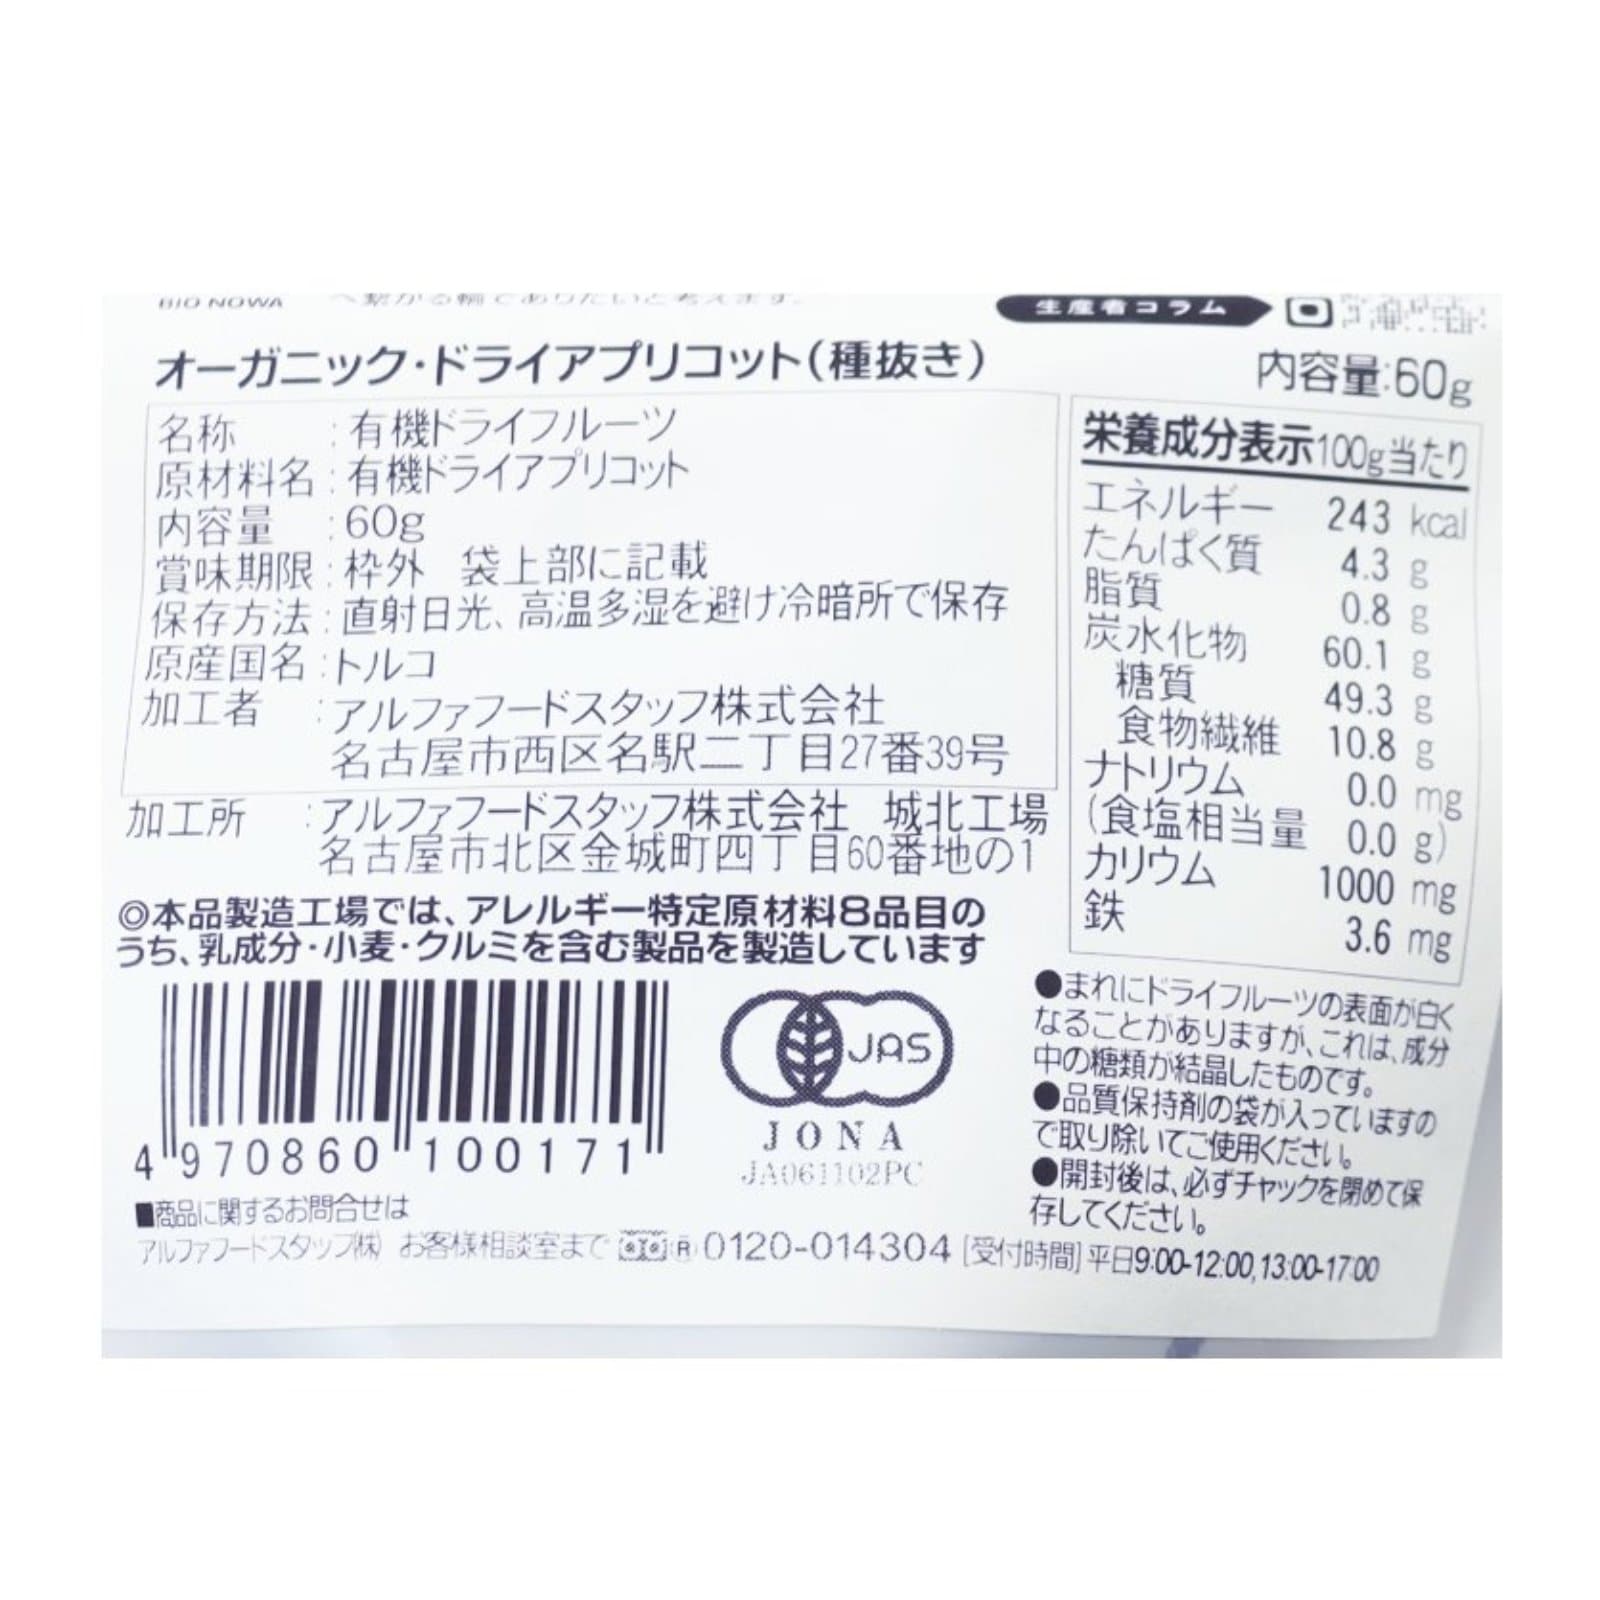 BIO NOWA へ繋がる輪でありたいと考えます。
生産者コラム
オーガニック・ドライアプリコット(種抜き)
内容量:60g
名称 : 有機ドライフルーツ
原材料名 : 有機ドライアプリコット
内容量 : 60g
賞味期限 : 枠外 袋上部に記載
保存方法 : 直射日光、高温多湿を避け冷暗所で保存
原産国名 : トルコ
加工者 : アルファフードスタッフ株式会社
名古屋市西区名駅二丁目27番39号
加工所 : アルファフードスタッフ株式会社 城北工場
名古屋市北区金城町四丁目60番地の1
◎本品製造工場では、アレルギー特定原材料8品目の
うち、乳成分・小麦・クルミを含む製品を製造しています
栄養成分表示100g当たり
エネルギー 243 kcal
たんぱく質 4.3 g
脂質 0.8 g
炭水化物 60.1 g
糖質 49.3 g
食物繊維 10.8 g
ナトリウム 0.0 mg
(食塩相当量 0.0 g)
カリウム 1000 mg
鉄 3.6 mg
●まれにドライフルーツの表面が白く
なることがありますが、これは、成分
中の糖類が結晶したものです。
●品質保持剤の袋が入っていますの
で取り除いてご使用ください。
●開封後は、必ずチャックを閉めて保
存してください。
4 970860 100171
JAS
JONA
JA061102PC
■商品に関するお問合せは
アルファフードスタッフ㈱ お客様相談室まで ® 0120-014304 [受付時間] 平日9:00-12:00,13:00-17:00